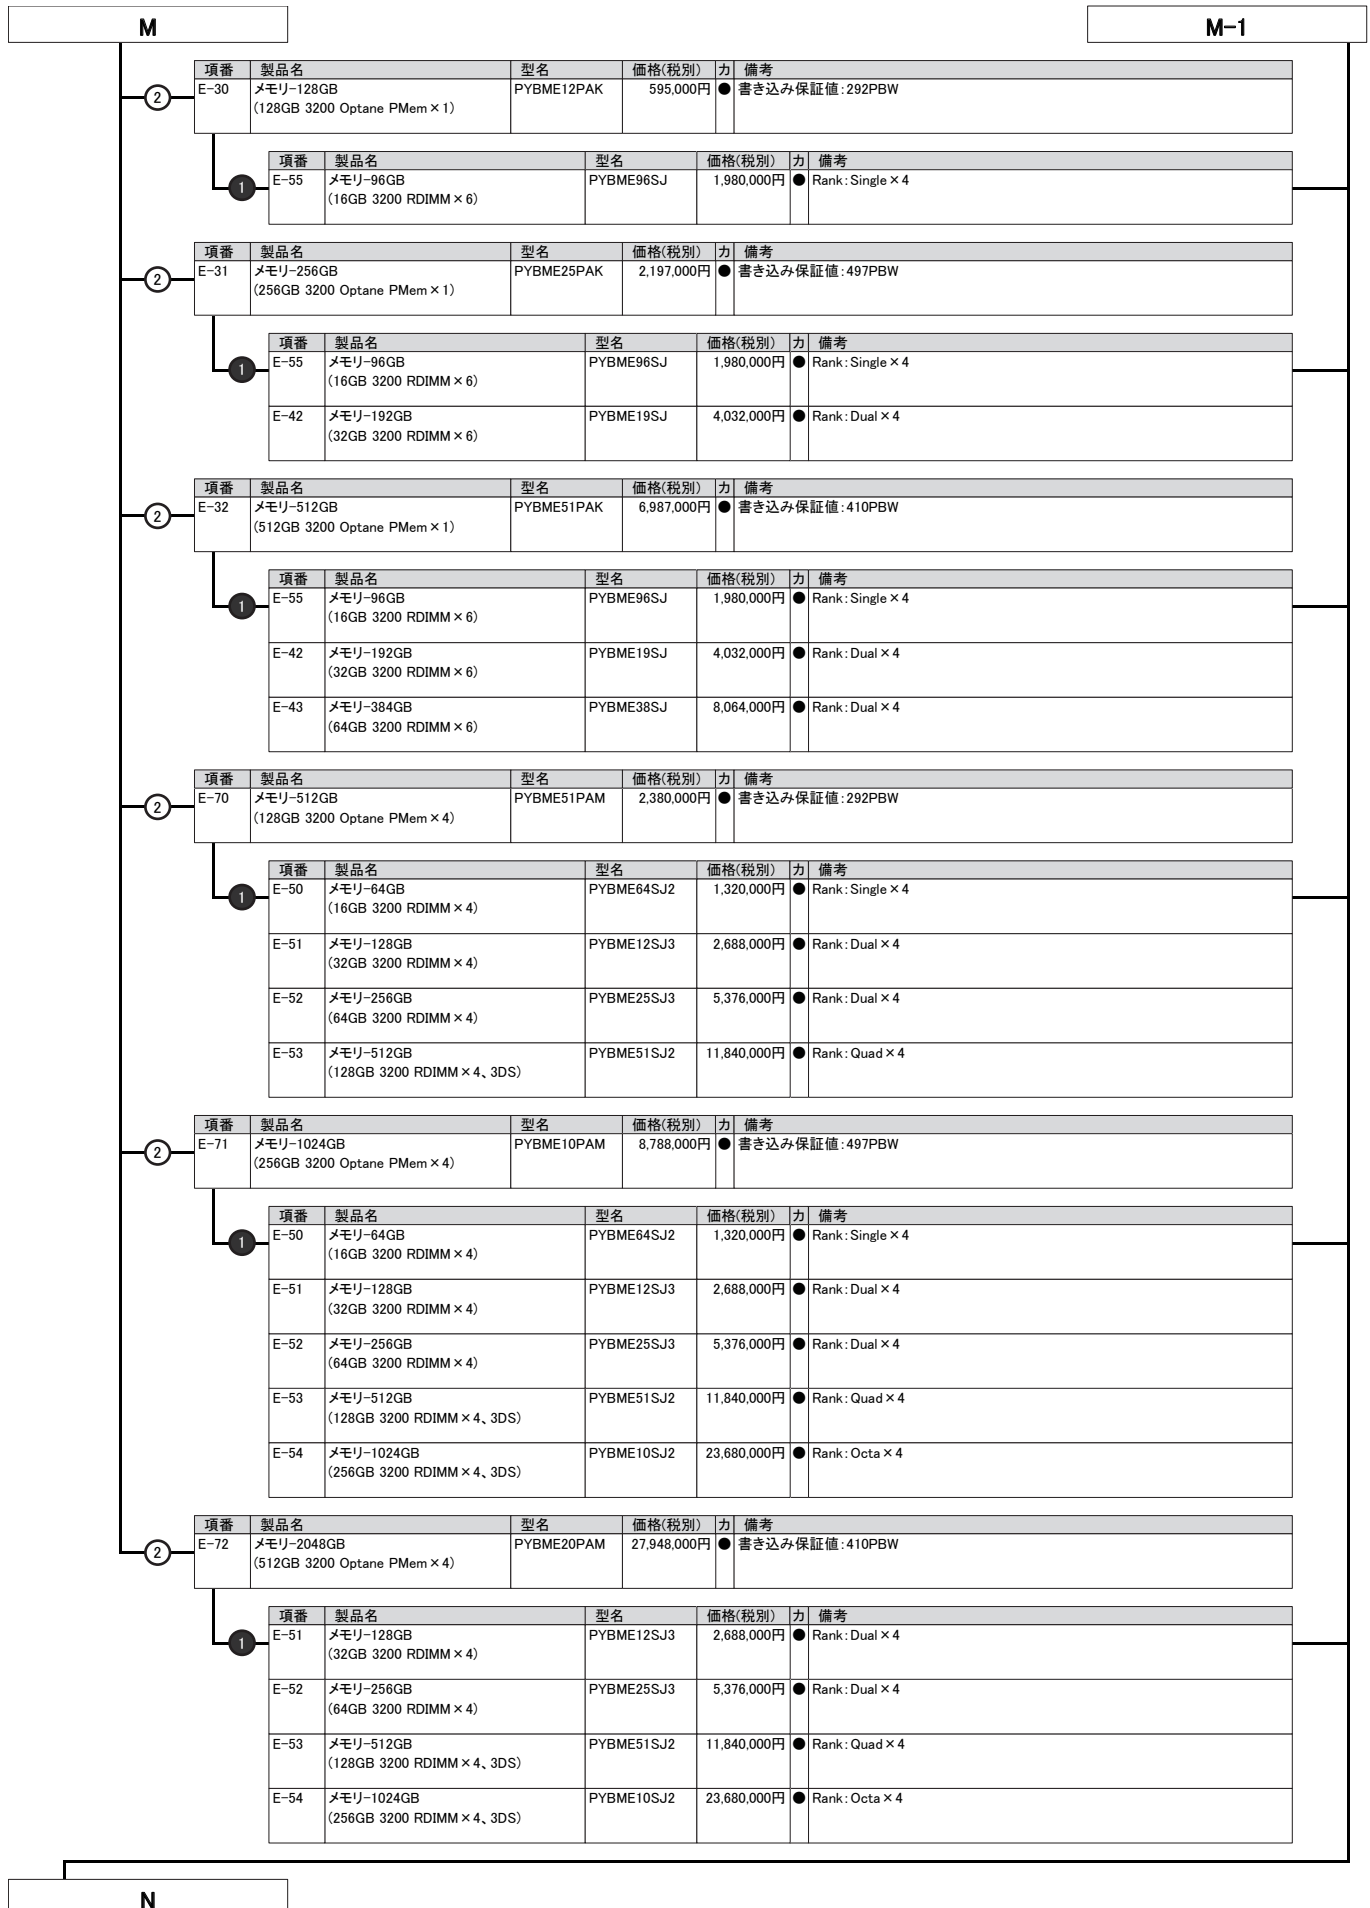 M
M-1
項番 製品名 型名 価格(税別) カ 備考
② E-30 メモリ-128GB PYBME12PAK 595,000円 ● 書き込み保証値:292PBW
(128GB 3200 Optane PMem×1)
項番 製品名 型名 価格(税別) カ 備考
1 E-55 メモリ-96GB PYBME96SJ 1,980,000円 ● Rank:Single×4
(16GB 3200 RDIMM×6)
項番 製品名 型名 価格(税別) カ 備考
② E-31 メモリ-256GB PYBME25PAK 2,197,000円 ● 書き込み保証値:497PBW
(256GB 3200 Optane PMem×1)
項番 製品名 型名 価格(税別) カ 備考
1 E-55 メモリ-96GB PYBME96SJ 1,980,000円 ● Rank:Single×4
(16GB 3200 RDIMM×6)
E-42 メモリ-192GB PYBME19SJ 4,032,000円 ● Rank:Dual×4
(32GB 3200 RDIMM×6)
項番 製品名 型名 価格(税別) カ 備考
② E-32 メモリ-512GB PYBME51PAK 6,987,000円 ● 書き込み保証値:410PBW
(512GB 3200 Optane PMem×1)
項番 製品名 型名 価格(税別) カ 備考
1 E-55 メモリ-96GB PYBME96SJ 1,980,000円 ● Rank:Single×4
(16GB 3200 RDIMM×6)
E-42 メモリ-192GB PYBME19SJ 4,032,000円 ● Rank:Dual×4
(32GB 3200 RDIMM×6)
E-43 メモリ-384GB PYBME38SJ 8,064,000円 ● Rank:Dual×4
(64GB 3200 RDIMM×6)
項番 製品名 型名 価格(税別) カ 備考
② E-70 メモリ-512GB PYBME51PAM 2,380,000円 ● 書き込み保証値:292PBW
(128GB 3200 Optane PMem×4)
項番 製品名 型名 価格(税別) カ 備考
1 E-50 メモリ-64GB PYBME64SJ2 1,320,000円 ● Rank:Single×4
(16GB 3200 RDIMM×4)
E-51 メモリ-128GB PYBME12SJ3 2,688,000円 ● Rank:Dual×4
(32GB 3200 RDIMM×4)
E-52 メモリ-256GB PYBME25SJ3 5,376,000円 ● Rank:Dual×4
(64GB 3200 RDIMM×4)
E-53 メモリ-512GB PYBME51SJ2 11,840,000円 ● Rank:Quad×4
(128GB 3200 RDIMM×4、3DS)
項番 製品名 型名 価格(税別) カ 備考
② E-71 メモリ-1024GB PYBME10PAM 8,788,000円 ● 書き込み保証値:497PBW
(256GB 3200 Optane PMem×4)
項番 製品名 型名 価格(税別) カ 備考
1 E-50 メモリ-64GB PYBME64SJ2 1,320,000円 ● Rank:Single×4
(16GB 3200 RDIMM×4)
E-51 メモリ-128GB PYBME12SJ3 2,688,000円 ● Rank:Dual×4
(32GB 3200 RDIMM×4)
E-52 メモリ-256GB PYBME25SJ3 5,376,000円 ● Rank:Dual×4
(64GB 3200 RDIMM×4)
E-53 メモリ-512GB PYBME51SJ2 11,840,000円 ● Rank:Quad×4
(128GB 3200 RDIMM×4、3DS)
E-54 メモリ-1024GB PYBME10SJ2 23,680,000円 ● Rank:Octa×4
(256GB 3200 RDIMM×4、3DS)
項番 製品名 型名 価格(税別) カ 備考
② E-72 メモリ-2048GB PYBME20PAM 27,948,000円 ● 書き込み保証値:410PBW
(512GB 3200 Optane PMem×4)
項番 製品名 型名 価格(税別) カ 備考
1 E-51 メモリ-128GB PYBME12SJ3 2,688,000円 ● Rank:Dual×4
(32GB 3200 RDIMM×4)
E-52 メモリ-256GB PYBME25SJ3 5,376,000円 ● Rank:Dual×4
(64GB 3200 RDIMM×4)
E-53 メモリ-512GB PYBME51SJ2 11,840,000円 ● Rank:Quad×4
(128GB 3200 RDIMM×4、3DS)
E-54 メモリ-1024GB PYBME10SJ2 23,680,000円 ● Rank:Octa×4
(256GB 3200 RDIMM×4、3DS)
N